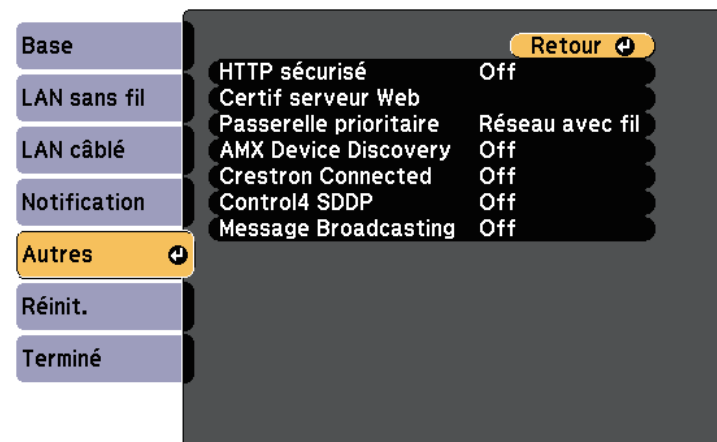 Base
LAN sans fil
LAN câblé
Notification
Autres
Réinit.
Terminé
Retour
HTTP sécurisé Off
Certif serveur Web
Passerelle prioritaire Réseau avec fil
AMX Device Discovery Off
Crestron Connected Off
Control4 SDDP Off
Message Broadcasting Off